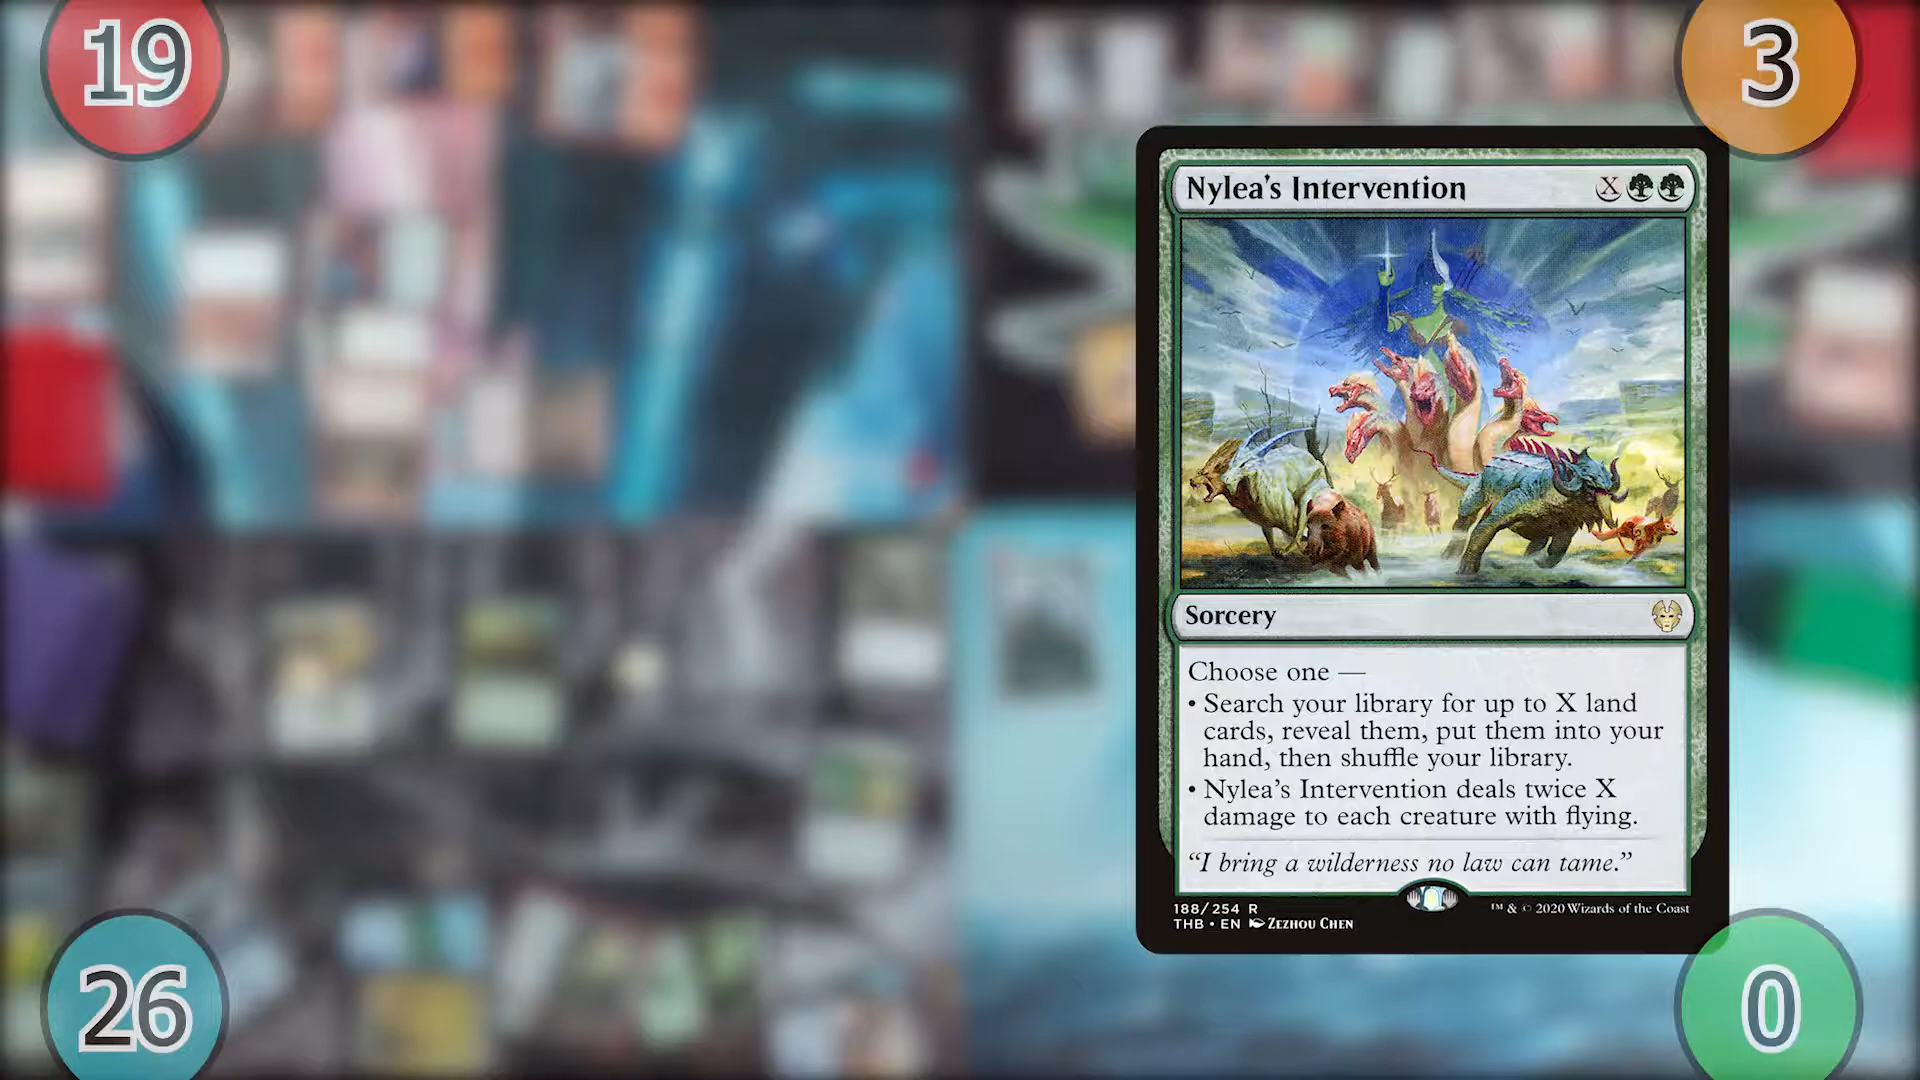 19
3
Nylea's Intervention X
Sorcery
Choose one —
• Search your library for up to X land
cards, reveal them, put them into your
hand, then shuffle your library.
• Nylea's Intervention deals twice X
damage to each creature with flying.
“I bring a wilderness no law can tame.”
188/254 R
™ & © 2020 Wizards of the Coast
THB • EN Zezhou Chen
26
0